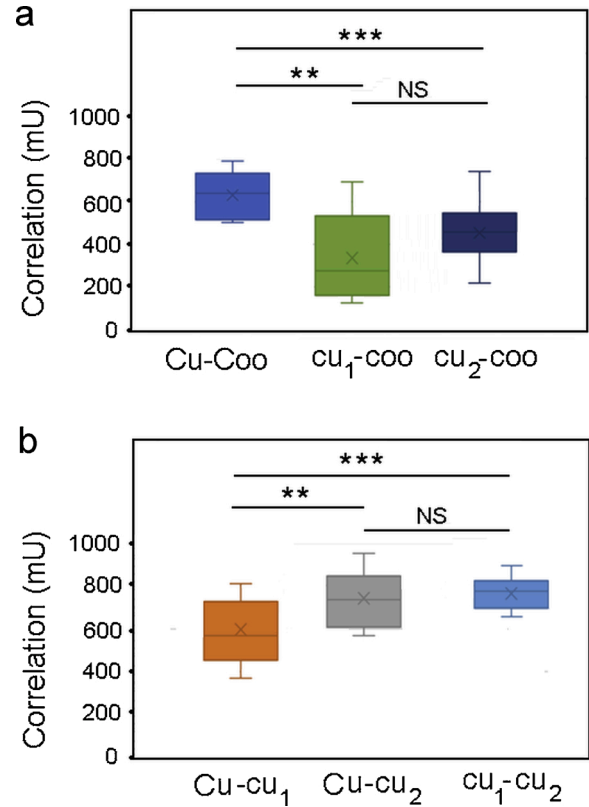 a
***
**
NS
1000
800
600
400
200
0
Correlation (mU)
Cu-Coo cu₁-coo cu₂-coo
b
***
**
NS
1000
800
600
400
200
0
Correlation (mU)
Cu-cu₁ Cu-cu₂ cu₁-cu₂